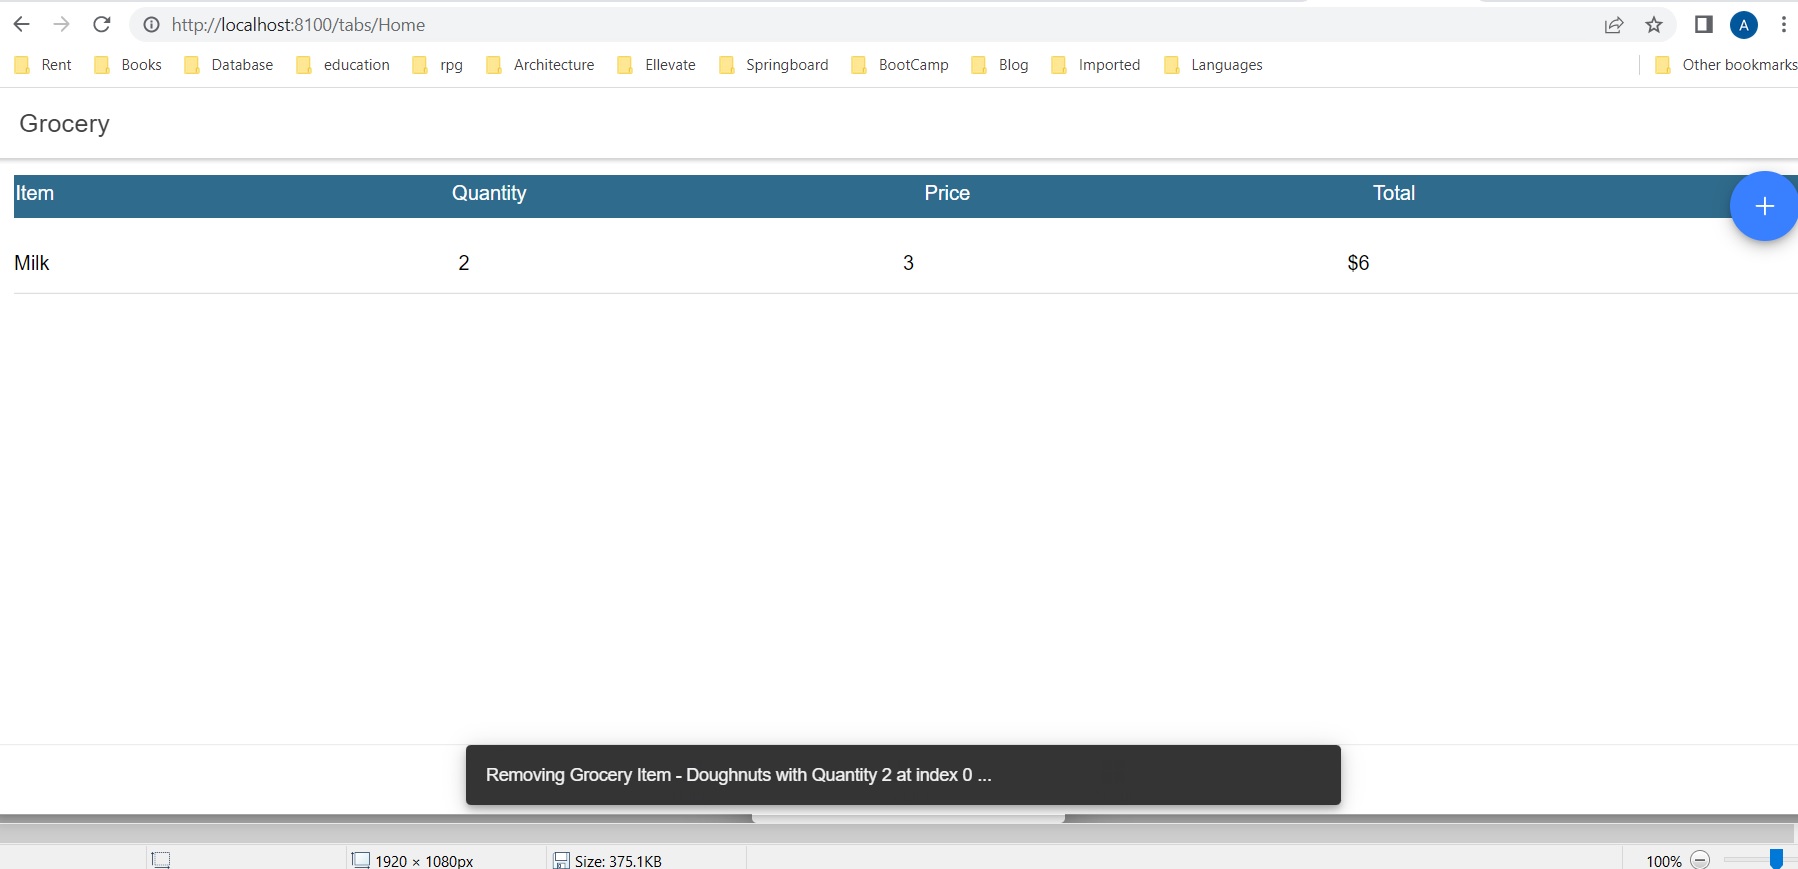 http://localhost:8100/tabs/Home A
Rent Books Database education rpg Architecture Ellevate Springboard BootCamp Blog Imported Languages Other bookmarks
Grocery
Item Quantity Price Total +
Milk 2 3 $6
Removing Grocery Item - Doughnuts with Quantity 2 at index 0 ...
1920 × 1080px Size: 375.1KB 100%